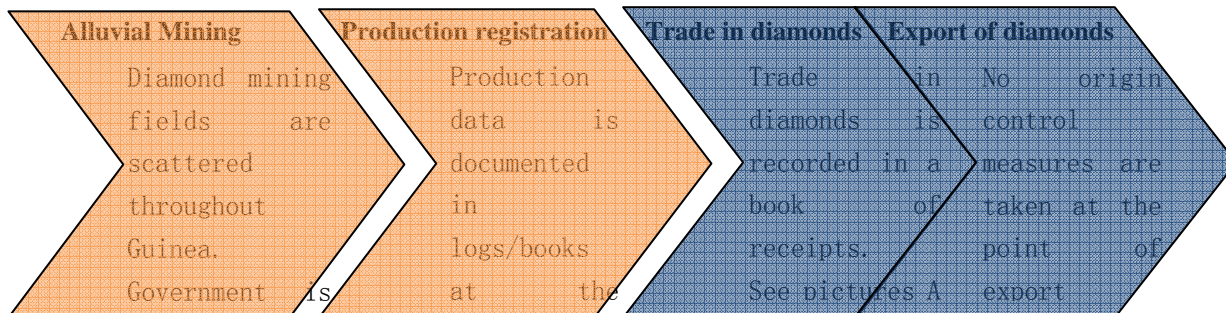 Alluvial Mining
Diamond mining
fields are
scattered
throughout
Guinea.
Government is
Production registration
Production
data is
documented
in
logs/books
at the
Trade in diamonds
Trade in
diamonds is
recorded in a
book of
receipts.
See pictures A
Export of diamonds
No origin
control
measures are
taken at the
point of
export